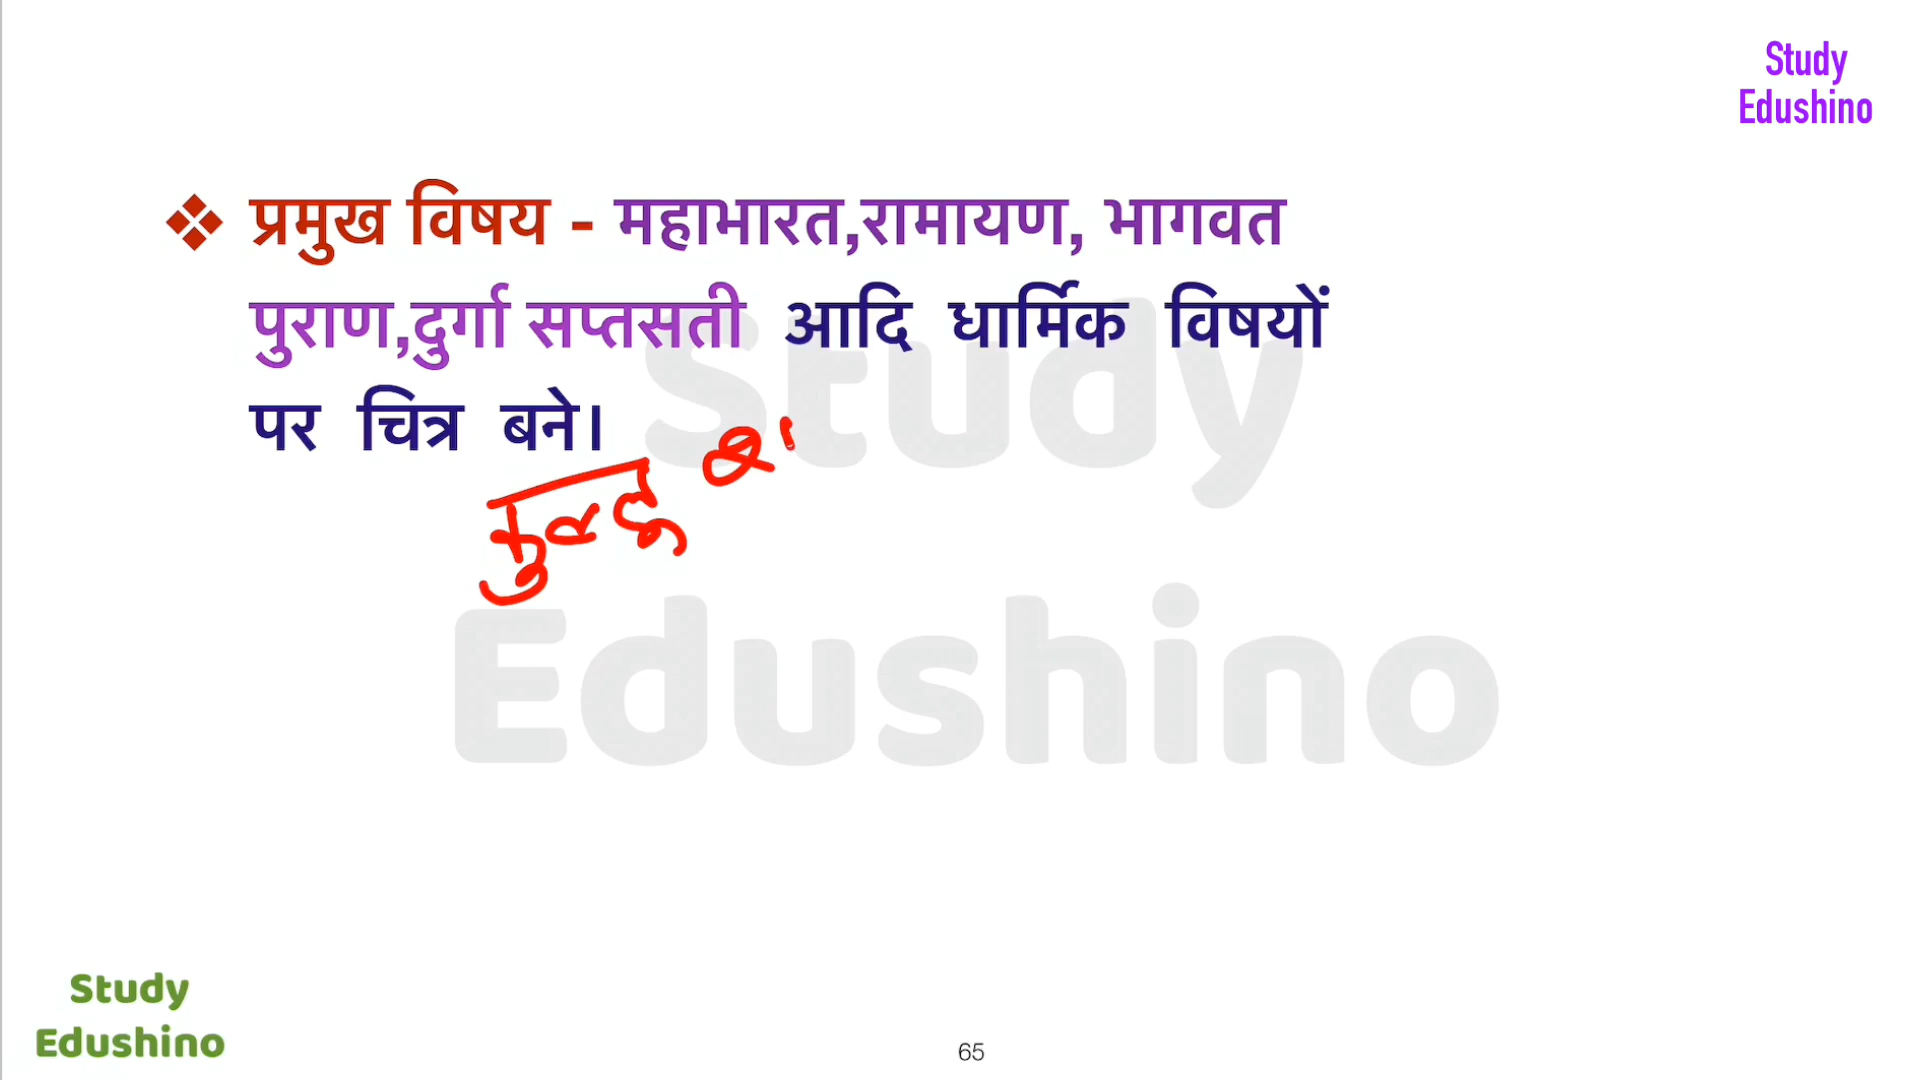 Study
Edushino
❖ प्रमुख विषय - महाभारत,रामायण, भागवत
पुराण,दुर्गा सप्तसती आदि धार्मिक विषयों
पर चित्र बने।
Study
Edushino
Study
Edushino
65